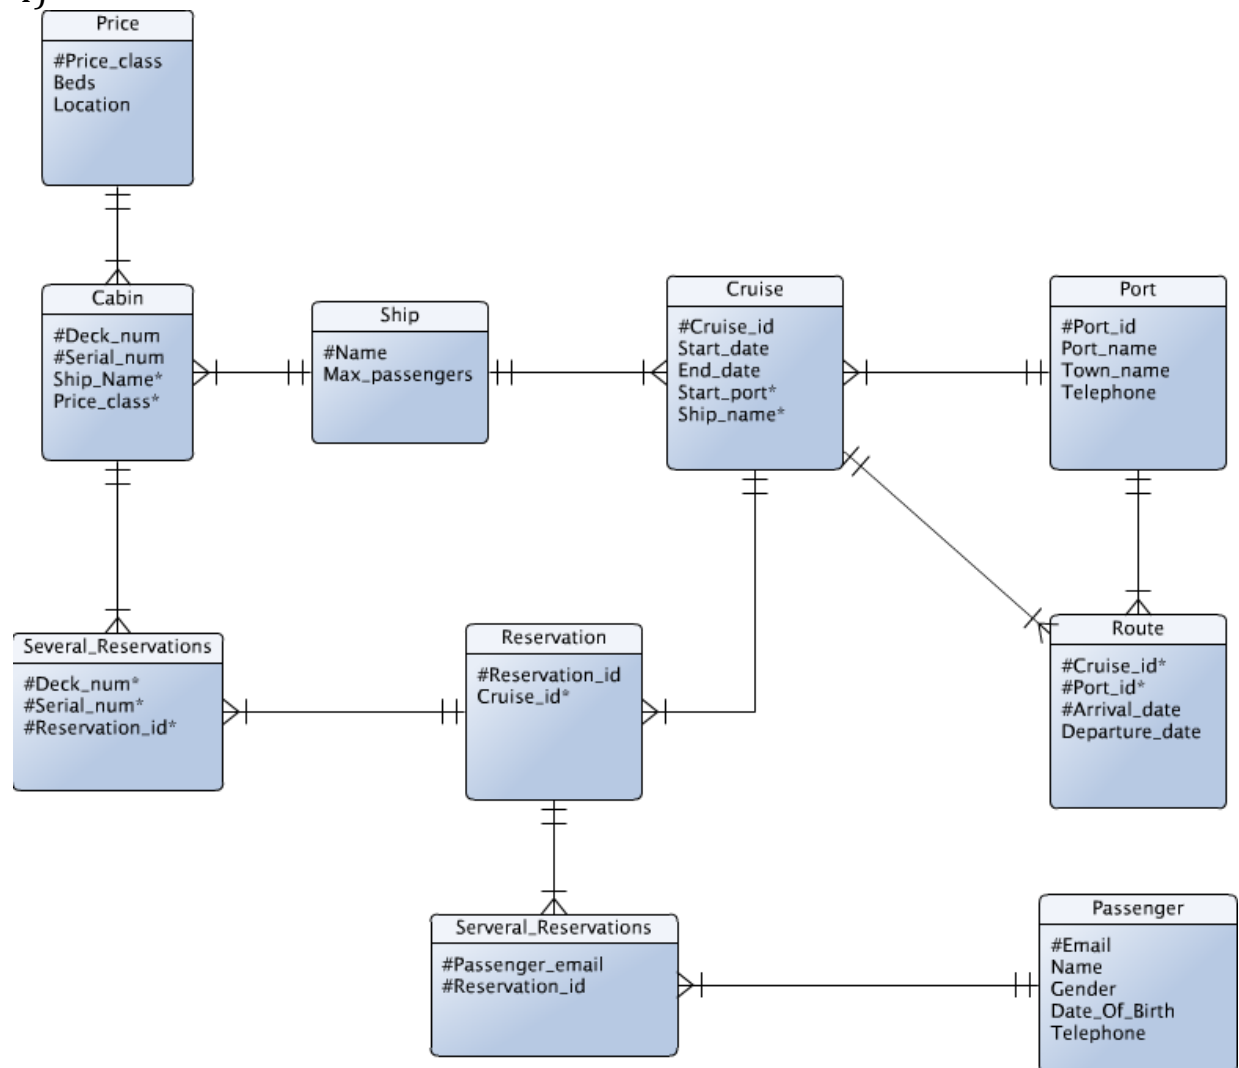 Price
#Price_class
Beds
Location
Cabin
#Deck_num
#Serial_num
Ship_Name*
Price_class*
Ship
#Name
Max_passengers
Cruise
#Cruise_id
Start_date
End_date
Start_port*
Ship_name*
Port
#Port_id
Port_name
Town_name
Telephone
Several_Reservations
#Deck_num*
#Serial_num*
#Reservation_id*
Reservation
#Reservation_id
Cruise_id*
Route
#Cruise_id*
#Port_id*
#Arrival_date
Departure_date
Serveral_Reservations
#Passenger_email
#Reservation_id
Passenger
#Email
Name
Gender
Date_Of_Birth
Telephone